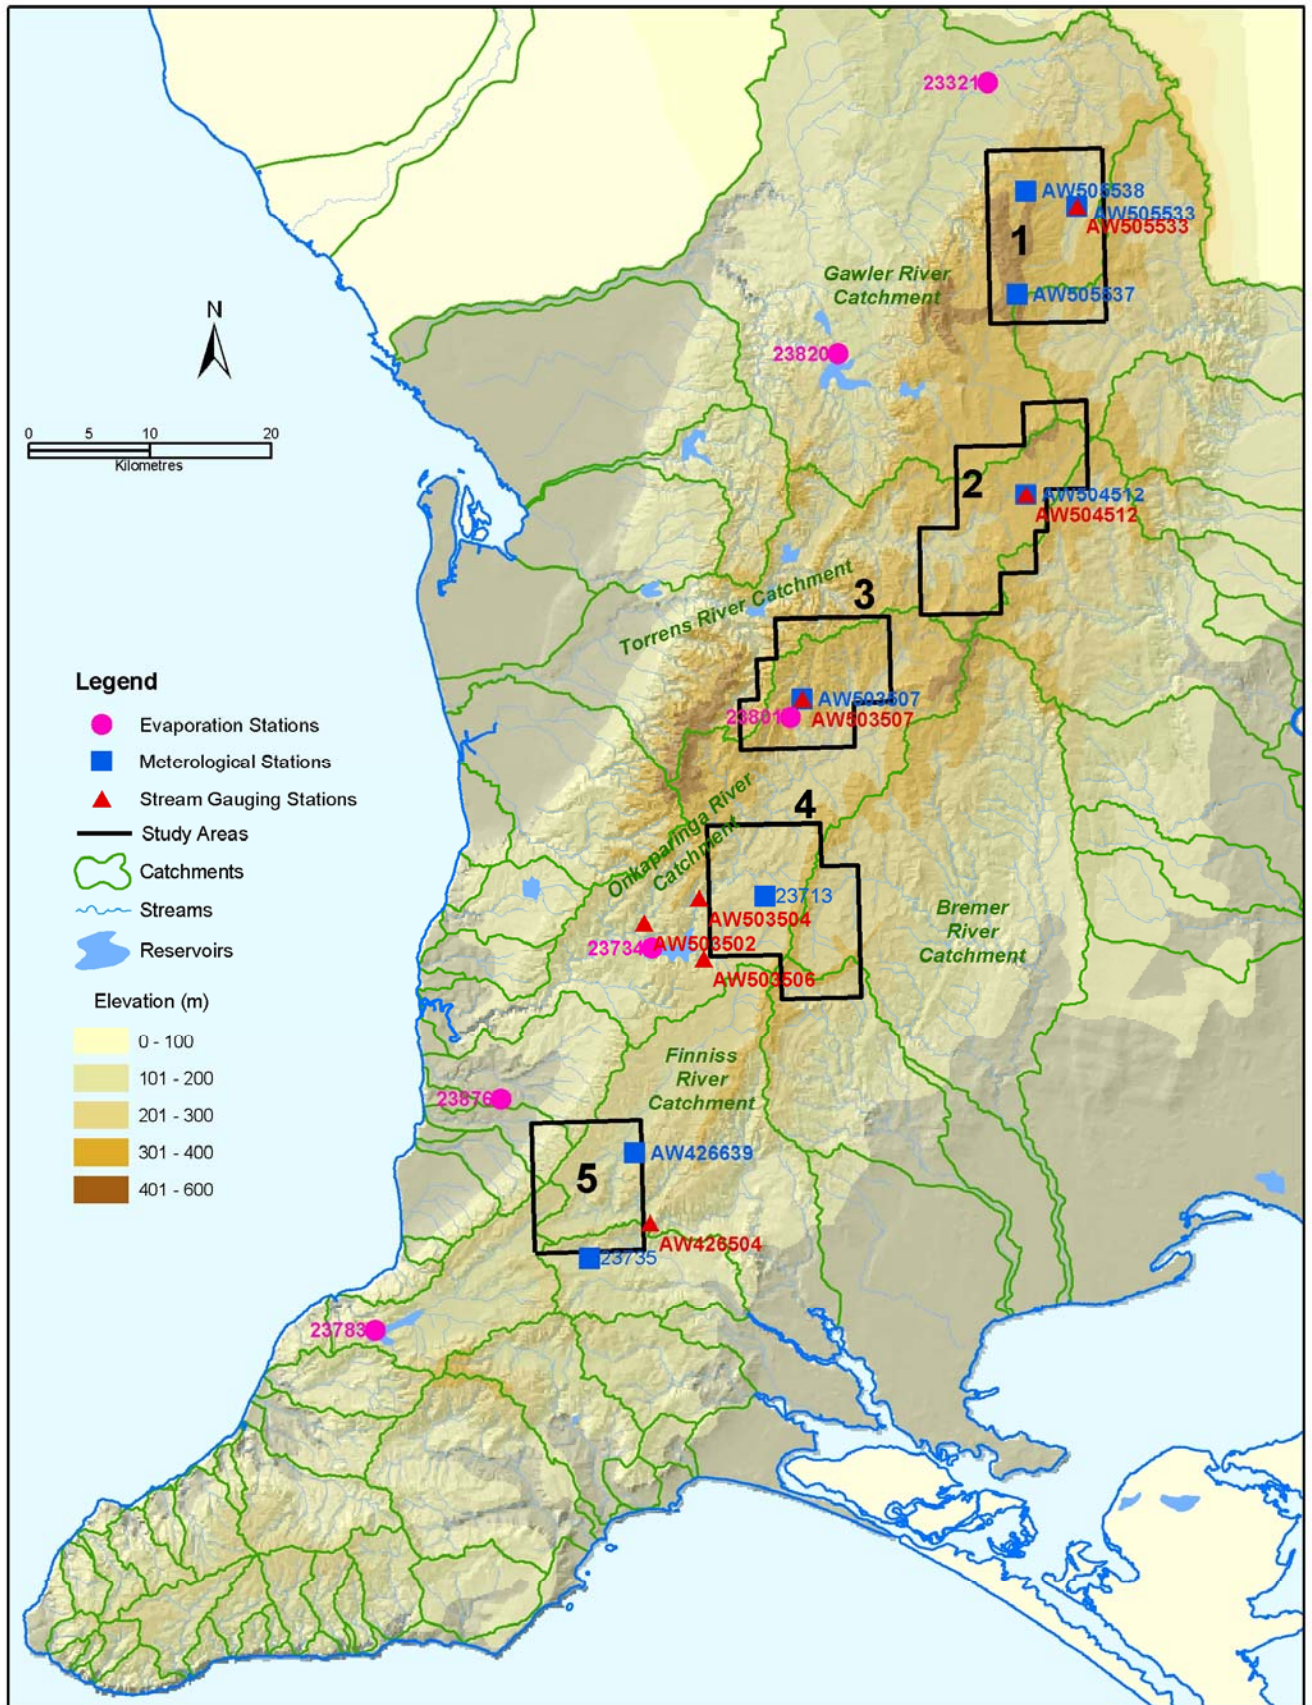 23321
AW505538
AW505533
AW505533
1
Gawler River
Catchment
AW505537
N
23820
0 5 10 20
Kilometres
2
AW504512
AW504512
Torrens River Catchment
3
AW503507
23801
AW503507
Legend
Evaporation Stations
Meterological Stations
Stream Gauging Stations
Study Areas
Catchments
Streams
Reservoirs
Elevation (m)
0 - 100
101 - 200
201 - 300
301 - 400
401 - 600
Onkaparinga River
Catchment
4
23713
AW503504
AW503502
23734
AW503506
Bremer
River
Catchment
Finniss
River
Catchment
23876
AW426639
5
AW426504
23735
23783